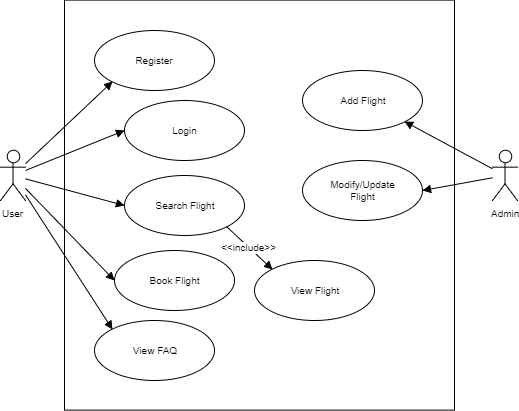 Register
Add Flight
Login
Modify/Update
Flight
User
Admin
Search Flight
<<include>>
Book Flight
View Flight
View FAQ